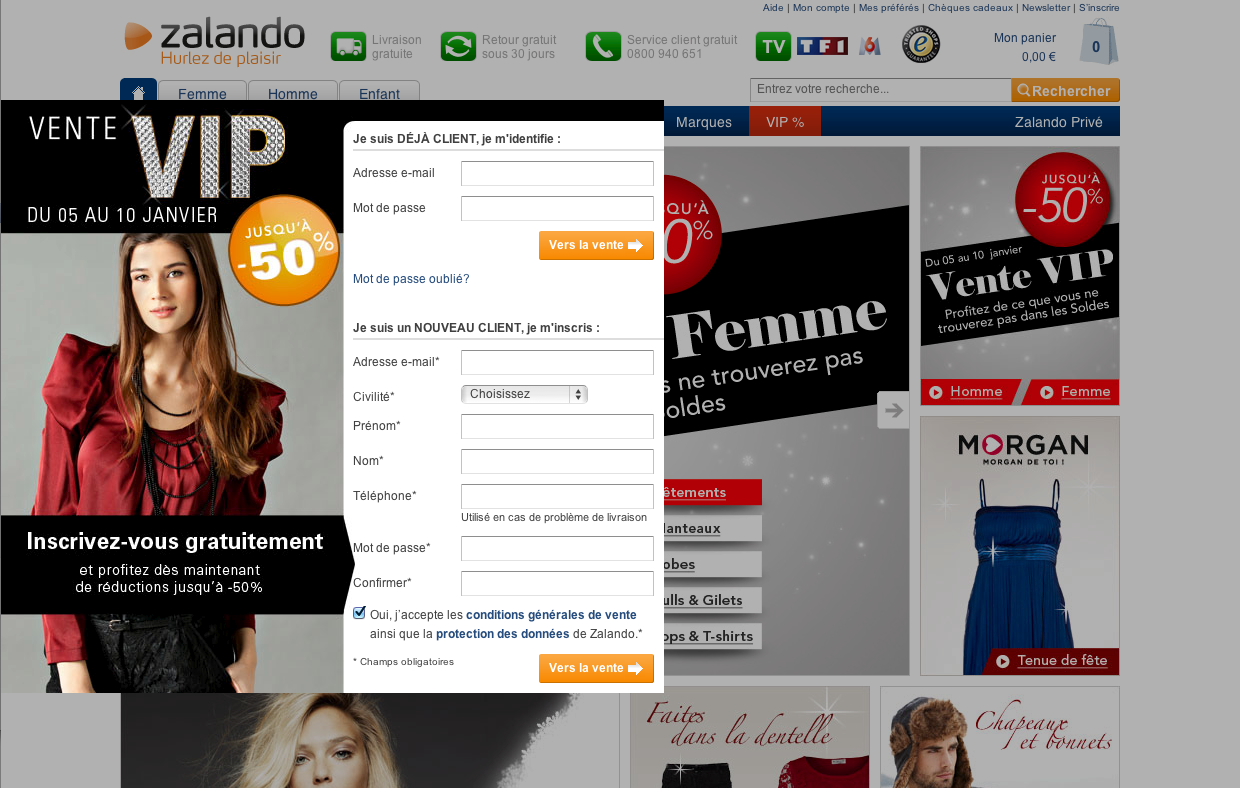 Aide | Mon compte | Mes préférés | Chèques cadeaux | Newsletter | S'inscrire
zalando
Hurlez de plaisir
Livraison
gratuite
Retour gratuit
sous 30 jours
Service client gratuit
0800 940 651
TV
TF1
TRUSTED SHOPS
GUARANTEE
Mon panier
0,00 €
0
Femme
Homme
Enfant
Entrez votre recherche...
Rechercher
Marques
VIP %
Zalando Privé
VENTE VIP
DU 05 AU 10 JANVIER
JUSQU'À
-50%
Inscrivez-vous gratuitement
et profitez dès maintenant
de réductions jusqu'à -50%
Je suis DÉJÀ CLIENT, je m'identifie :
Adresse e-mail
Mot de passe
Vers la vente
Mot de passe oublié?
Je suis un NOUVEAU CLIENT, je m'inscris :
Adresse e-mail*
Civilité*
Choisissez
Prénom*
Nom*
Téléphone*
Utilisé en cas de problème de livraison
Mot de passe*
Confirmer*
Oui, j'accepte les conditions générales de vente
ainsi que la protection des données de Zalando.*
* Champs obligatoires
Vers la vente
QU'À
0%
Femme
s ne trouverez pas
soldes
êtements
anteaux
obes
ulls & Gilets
ops & T-shirts
JUSQU'À
-50%
Du 05 au 10 janvier
Vente VIP
Profitez de ce que vous ne
trouverez pas dans les Soldes
Homme
Femme
MORGAN
MORGAN DE TOI !
Tenue de fête
Faites
dans la dentelle
Chapeaux
et bonnets